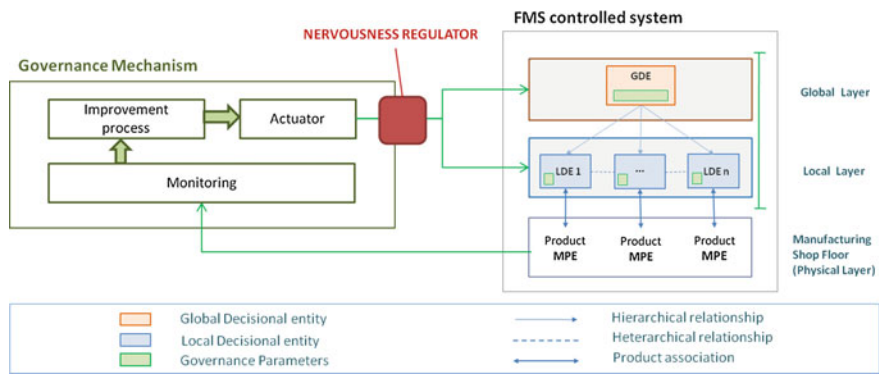 FMS controlled system
NERVOUSNESS REGULATOR
Governance Mechanism
Improvement
process
Actuator
Monitoring
GDE
Global Layer
LDE 1
...
LDE n
Local Layer
Product
MPE
Product
MPE
Product
MPE
Manufacturing
Shop Floor
(Physical Layer)
Global Decisional entity
Local Decisional entity
Governance Parameters
Hierarchical relationship
Heterarchical relationship
Product association